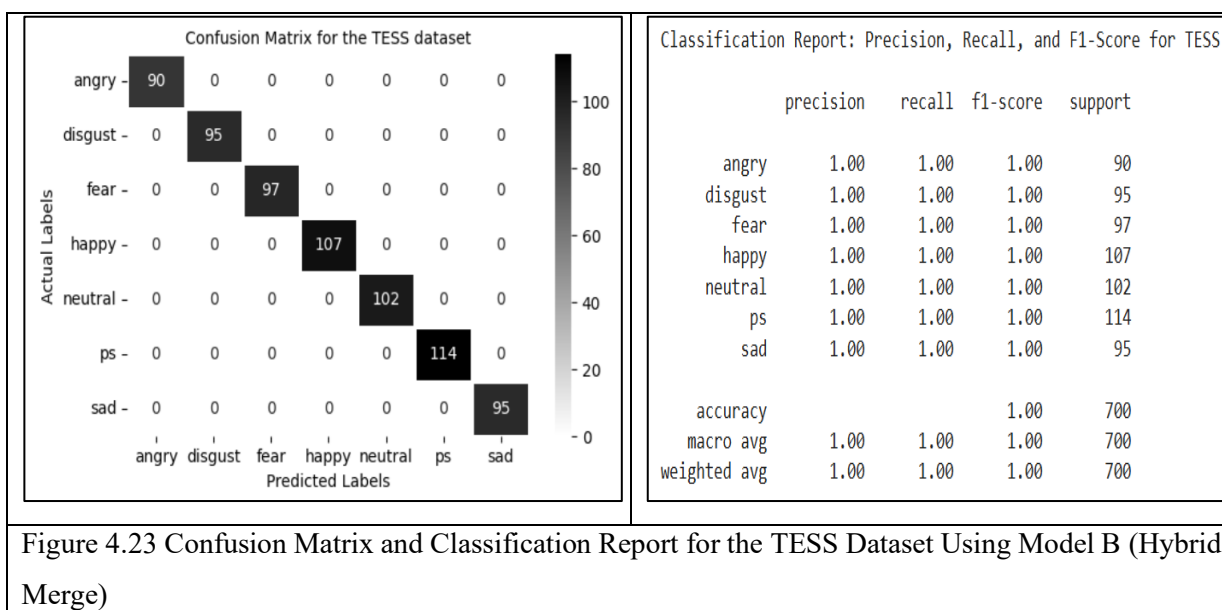 Confusion Matrix for the TESS dataset
angry - 90 0 0 0 0 0 0
disgust - 0 95 0 0 0 0 0
fear - 0 0 97 0 0 0 0
happy - 0 0 0 107 0 0 0
neutral - 0 0 0 0 102 0 0
ps - 0 0 0 0 0 114 0
sad - 0 0 0 0 0 0 95
angry disgust fear happy neutral ps sad
Predicted Labels
Actual Labels
- 100
- 80
- 60
- 40
- 20
- 0
Classification Report: Precision, Recall, and F1-Score for TESS
precision recall f1-score support
angry 1.00 1.00 1.00 90
disgust 1.00 1.00 1.00 95
fear 1.00 1.00 1.00 97
happy 1.00 1.00 1.00 107
neutral 1.00 1.00 1.00 102
ps 1.00 1.00 1.00 114
sad 1.00 1.00 1.00 95
accuracy 1.00 700
macro avg 1.00 1.00 1.00 700
weighted avg 1.00 1.00 1.00 700
Figure 4.23 Confusion Matrix and Classification Report for the TESS Dataset Using Model B (Hybrid
Merge)